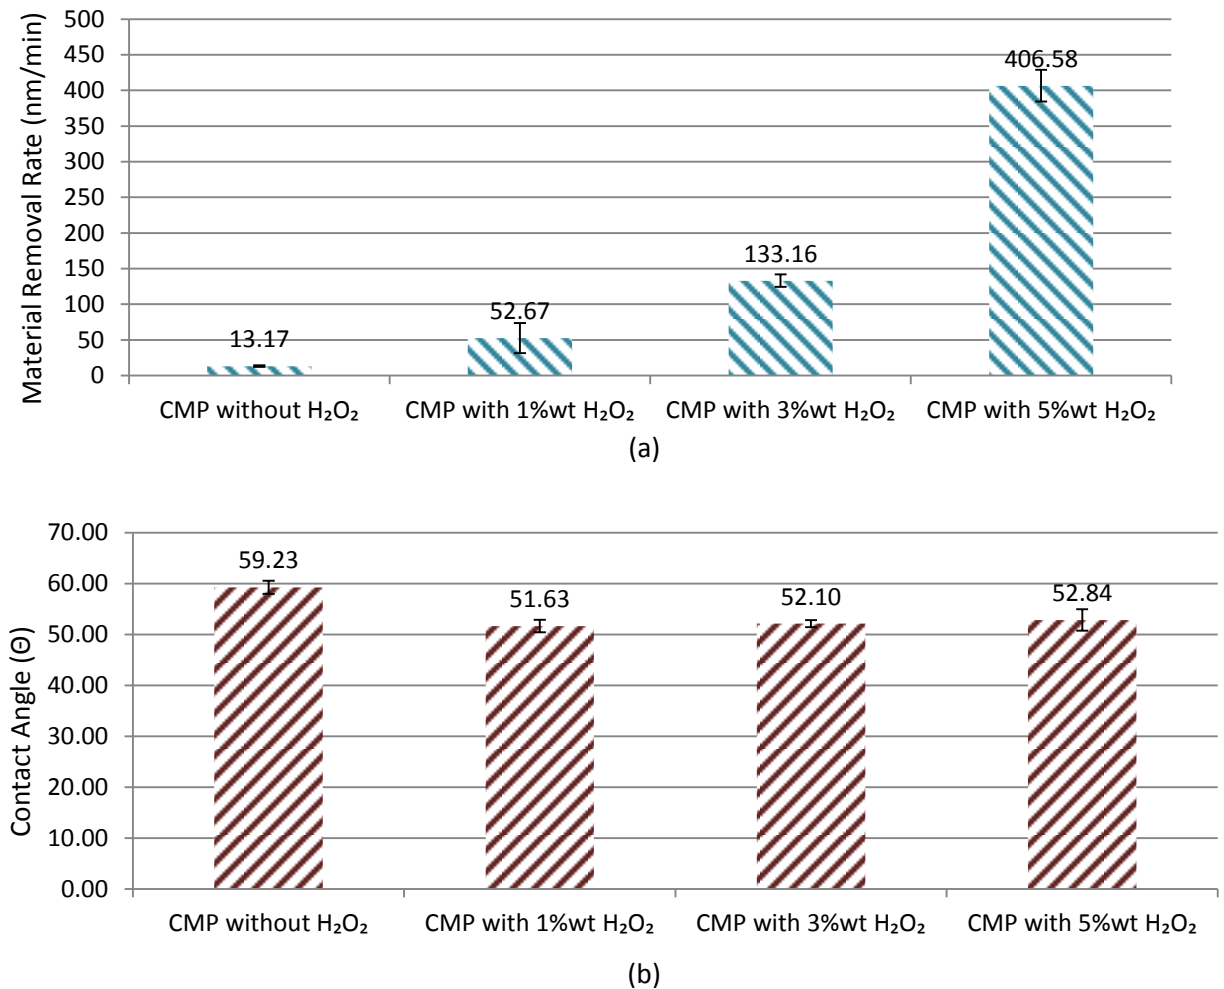 Material Removal Rate (nm/min)
500
450
400
350
300
250
200
150
100
50
0
13.17
52.67
133.16
406.58
CMP without H₂O₂
CMP with 1%wt H₂O₂
CMP with 3%wt H₂O₂
CMP with 5%wt H₂O₂
(a)
Contact Angle (Θ)
70.00
60.00
50.00
40.00
30.00
20.00
10.00
0.00
59.23
51.63
52.10
52.84
CMP without H₂O₂
CMP with 1%wt H₂O₂
CMP with 3%wt H₂O₂
CMP with 5%wt H₂O₂
(b)